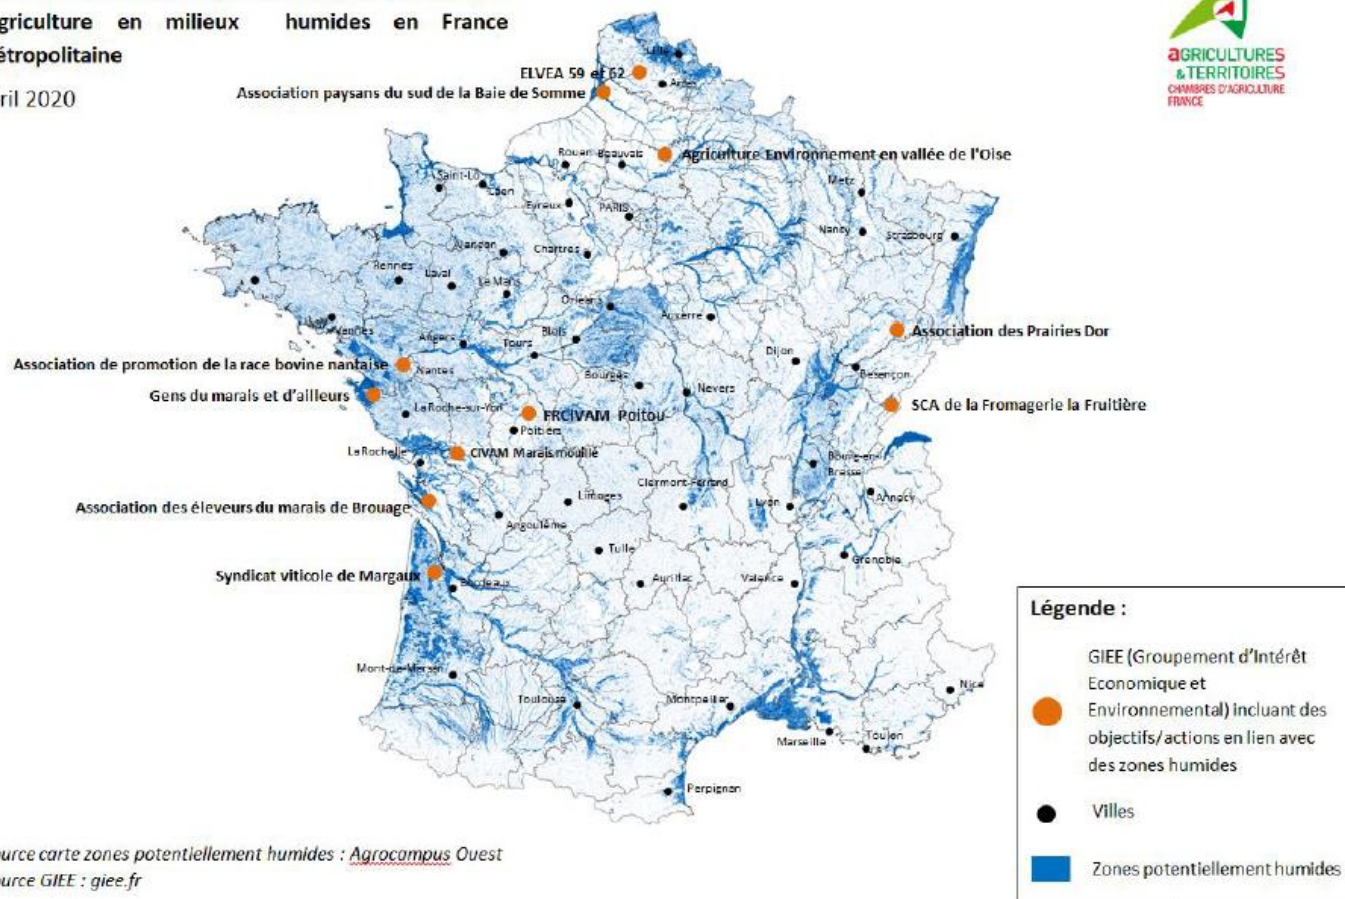 griculture en milieux humides en France
étropolitaine
ril 2020
aGRICULTURES
& TERRITOIRES
CHAMBRES D'AGRICULTURE
FRANCE
Lille
ELVEA 59 et 62
Arras
Association paysans du sud de la Baie de Somme
Rouen
Beauvais
Agriculture Environnement en vallée de l'Oise
Saint-Lô
Caen
Metz
Evreux
PARIS
Nancy
Strasbourg
Alençon
Chartres
Rennes
Laval
Le Mans
Orléans
Auxerre
Vannes
Angers
Tours
Blois
Association des Prairies Dor
Dijon
Besançon
Association de promotion de la race bovine nantaise
Nantes
Bourges
Nevers
Gens du marais et d'ailleurs
La Roche-sur-Yon
FRCIVAM Poitou
SCA de la Fromagerie la Fruitière
Poitiers
La Rochelle
CIVAM Marais mouillé
Bourg-en-
Bresse
Clermont-Ferrand
Limoges
Lyon
Annecy
Association des éleveurs du marais de Brouage
Angoulême
Tulle
Grenoble
Syndicat viticole de Margaux
Bordeaux
Aurillac
Valence
Mont-de-Marsan
Toulouse
Montpellier
Nice
Marseille
Toulon
Perpignan
Légende :
GIEE (Groupement d'Intérêt
Economique et
Environnemental) incluant des
objectifs/actions en lien avec
des zones humides
Villes
Zones potentiellement humides
urce carte zones potentiellement humides : Agrocampus Ouest
urce GIEE : giee.fr